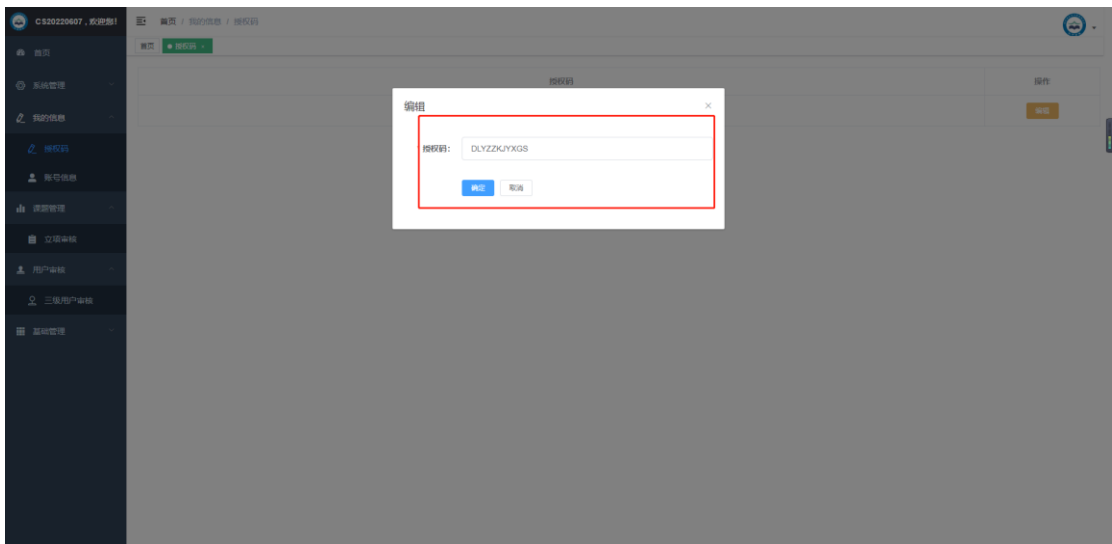 CS20220607 , 欢迎您!
首页 / 我的信息 / 授权码
首页
首页
● 授权码 ×
系统管理
授权码
操作
编辑
编辑
我的信息
授权码
* 授权码:
DLYZZKJYXGS
账号信息
确定
取消
课题管理
立项审核
用户审核
三级用户审核
基础管理